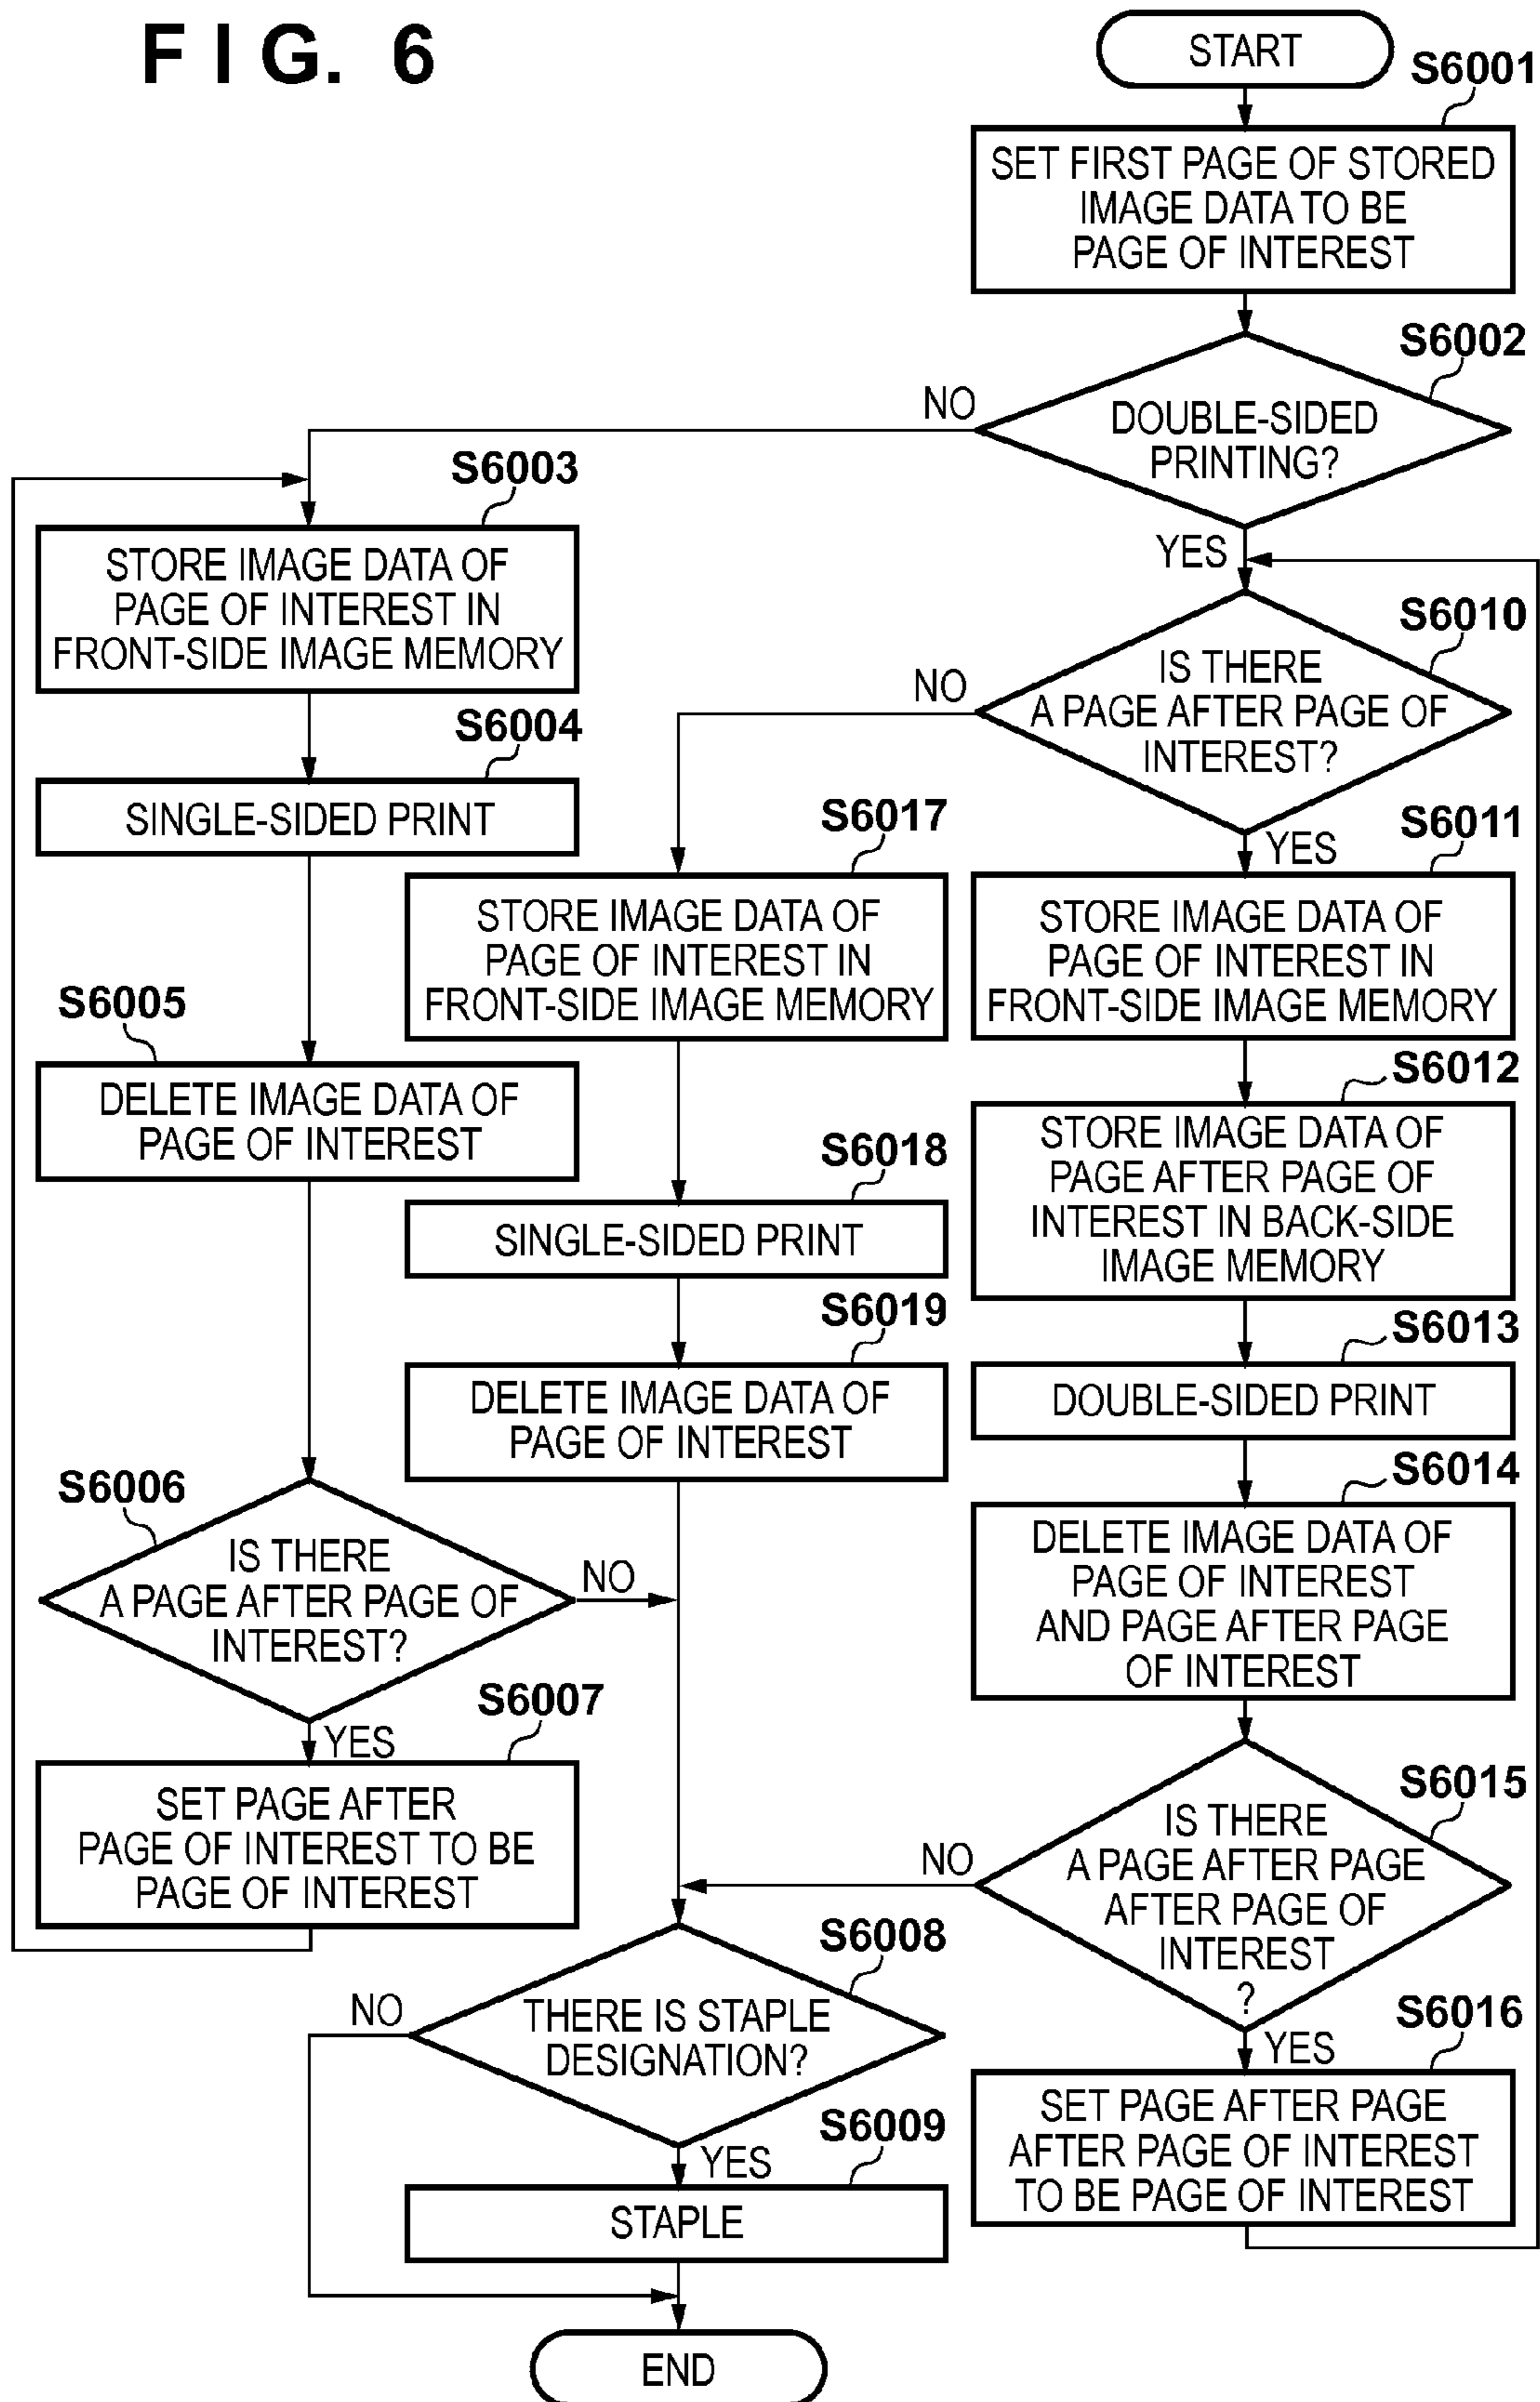 FIG. 6
START
S6001
SET FIRST PAGE OF STORED
IMAGE DATA TO BE
PAGE OF INTEREST
S6002
DOUBLE-SIDED
PRINTING?
NO
YES
S6003
STORE IMAGE DATA OF
PAGE OF INTEREST IN
FRONT-SIDE IMAGE MEMORY
S6004
SINGLE-SIDED PRINT
S6005
DELETE IMAGE DATA OF
PAGE OF INTEREST
S6006
IS THERE
A PAGE AFTER PAGE OF
INTEREST?
NO
YES
S6007
SET PAGE AFTER
PAGE OF INTEREST TO BE
PAGE OF INTEREST
S6010
IS THERE
A PAGE AFTER PAGE OF
INTEREST?
NO
YES
S6017
STORE IMAGE DATA OF
PAGE OF INTEREST IN
FRONT-SIDE IMAGE MEMORY
S6018
SINGLE-SIDED PRINT
S6019
DELETE IMAGE DATA OF
PAGE OF INTEREST
S6011
STORE IMAGE DATA OF
PAGE OF INTEREST IN
FRONT-SIDE IMAGE MEMORY
S6012
STORE IMAGE DATA OF
PAGE AFTER PAGE OF
INTEREST IN BACK-SIDE
IMAGE MEMORY
S6013
DOUBLE-SIDED PRINT
S6014
DELETE IMAGE DATA OF
PAGE OF INTEREST
AND PAGE AFTER PAGE
OF INTEREST
S6015
IS THERE
A PAGE AFTER PAGE
AFTER PAGE OF
INTEREST
?
NO
YES
S6016
SET PAGE AFTER PAGE
AFTER PAGE OF INTEREST
TO BE PAGE OF INTEREST
S6008
THERE IS STAPLE
DESIGNATION?
NO
YES
S6009
STAPLE
END